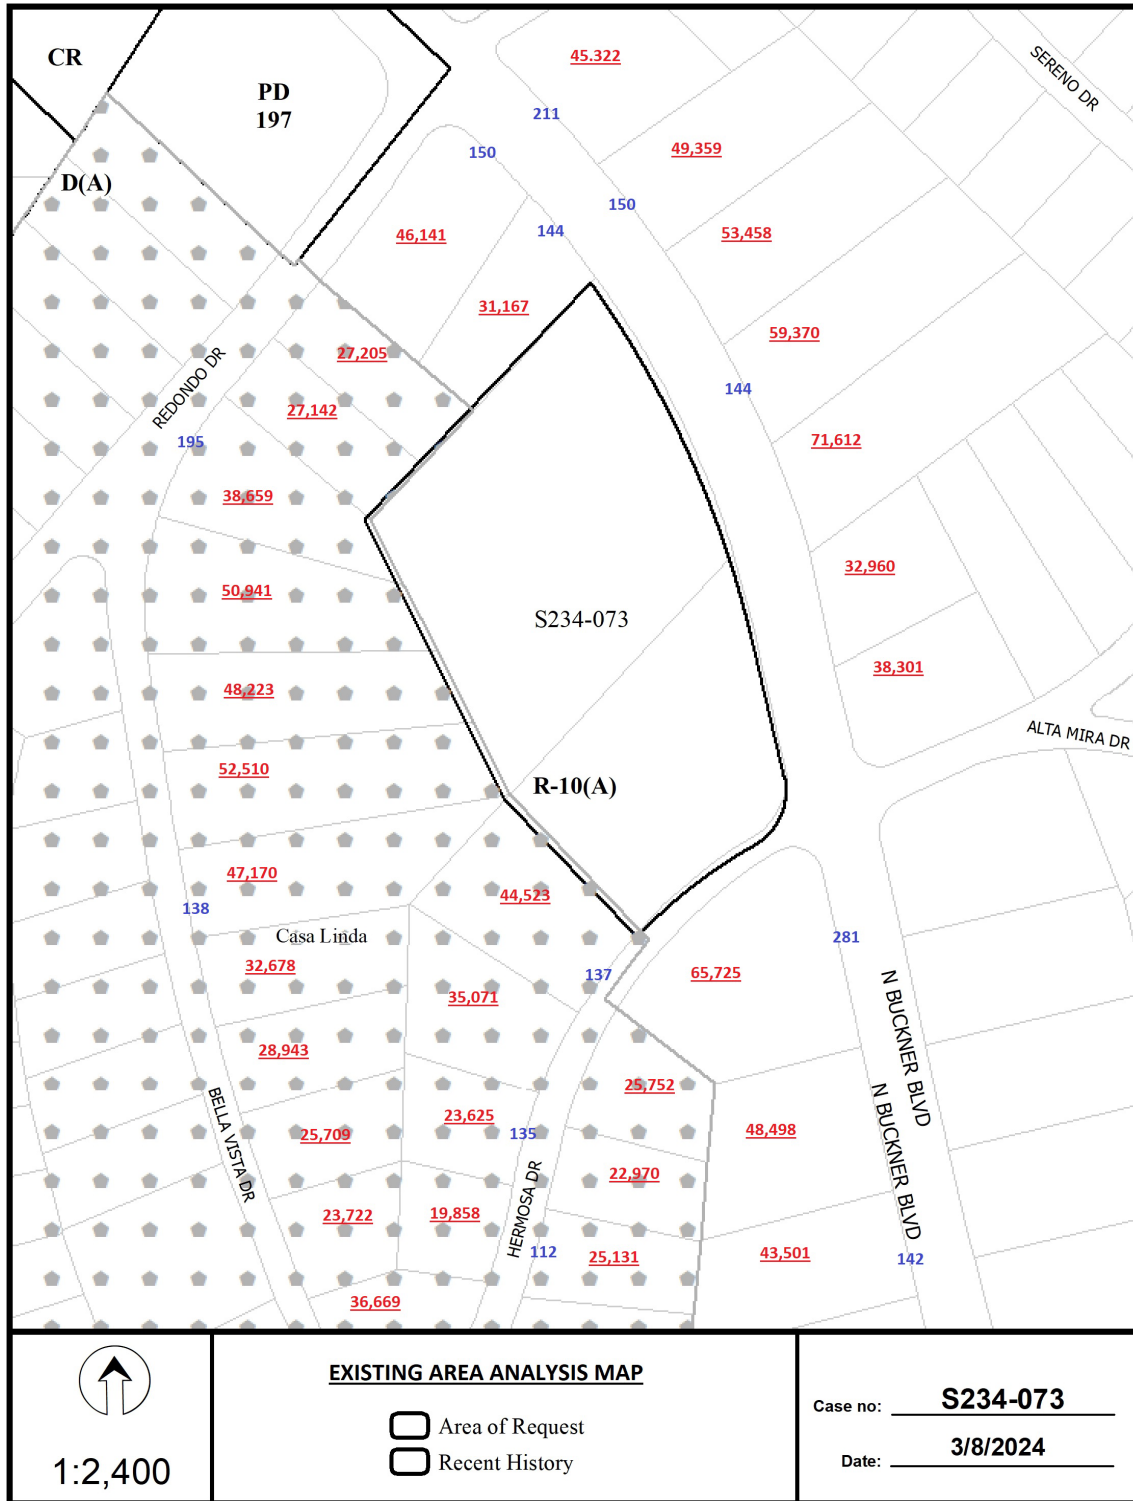 CR
45.322
SERENO DR
PD
197
211
150
49,359
D(A)
150
46,141
144
53,458
31,167
59,370
27,205
REDONDO DR
144
27,142
195
71,612
38,659
32,960
50,941
S234-073
38,301
48,223
ALTA MIRA DR
52,510
R-10(A)
47,170
44,523
138
Casa Linda
281
32,678
137
65,725
N BUCKNER BLVD
35,071
28,943
25,752
BELLA VISTA DR
23,625
25,709
135
48,498
N BUCKNER BLVD
22,970
23,722
19,858
HERMOSA DR
112
25,131
43,501
142
36,669
1:2,400
EXISTING AREA ANALYSIS MAP
Area of Request
Recent History
Case no: S234-073
Date: 3/8/2024